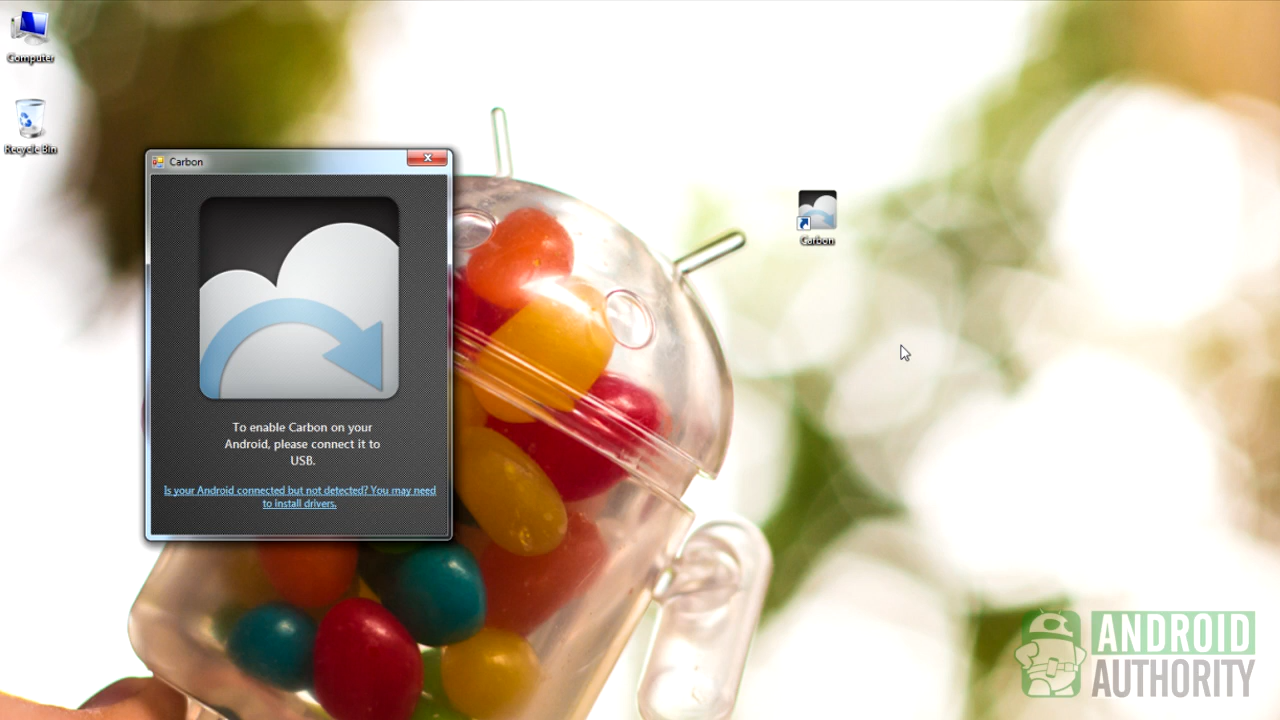 Computer
Recycle Bin
Carbon
To enable Carbon on your
Android, please connect it to
USB.
Is your Android connected but not detected? You may need
to install drivers.
Carbon
ANDROID
AUTHORITY